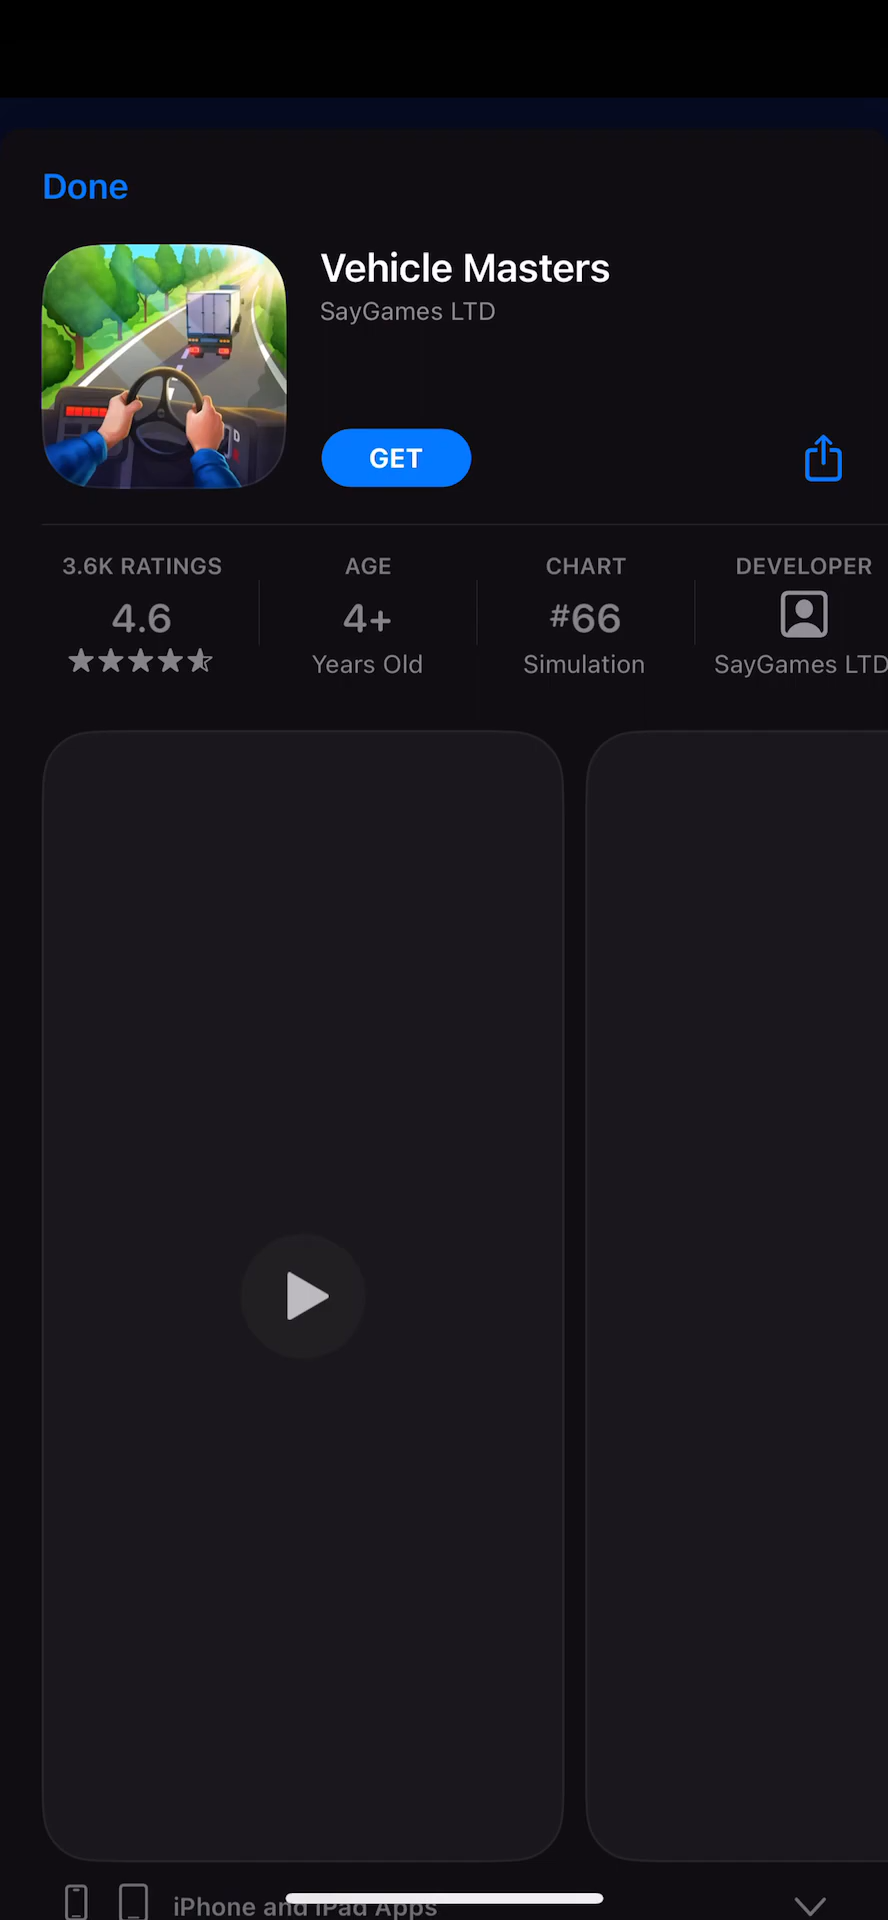 Done
Vehicle Masters
SayGames LTD
GET
3.6K RATINGS
4.6
AGE
4+
Years Old
CHART
#66
Simulation
DEVELOPER
SayGames LTD
iPhone and iPad Apps